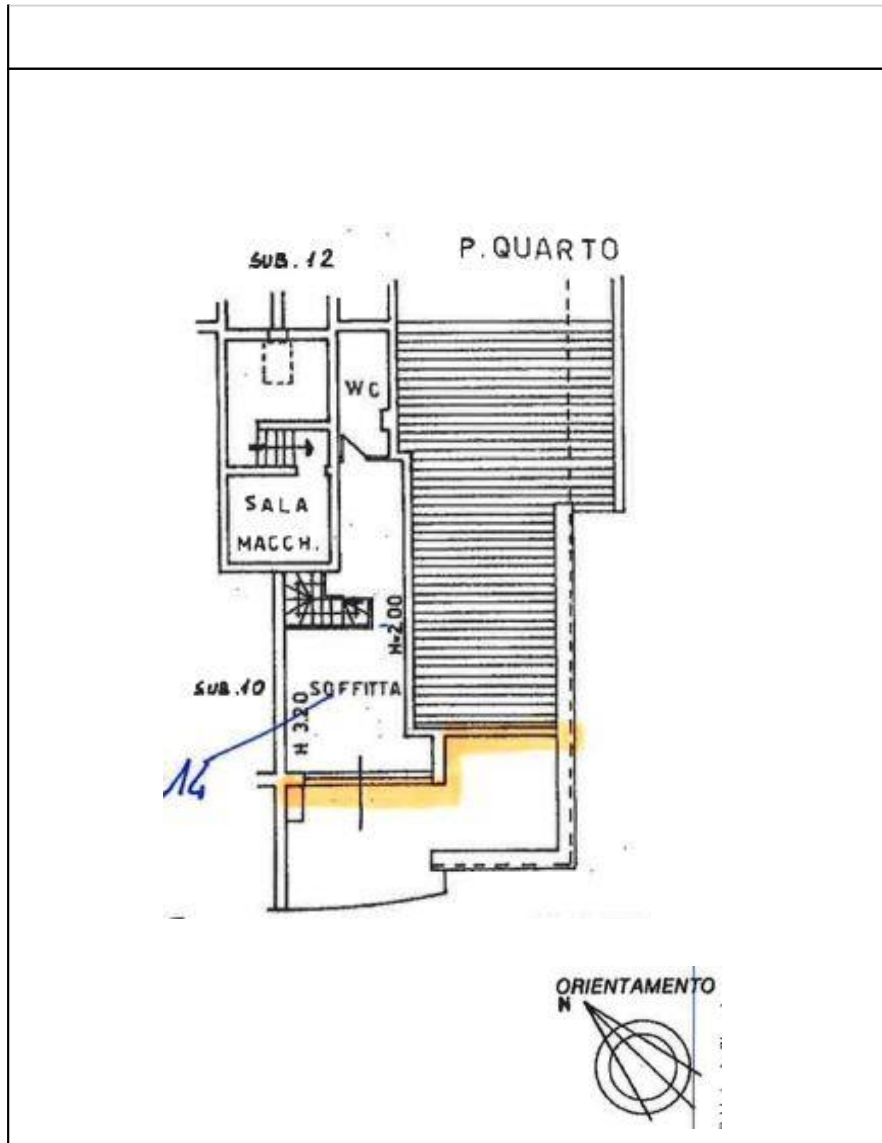 P. QUARTO
SUB. 12
WC
SALA
MACCH.
H=2.00
SUB. 10
SOFFITTA
H 3.20
14
ORIENTAMENTO
N